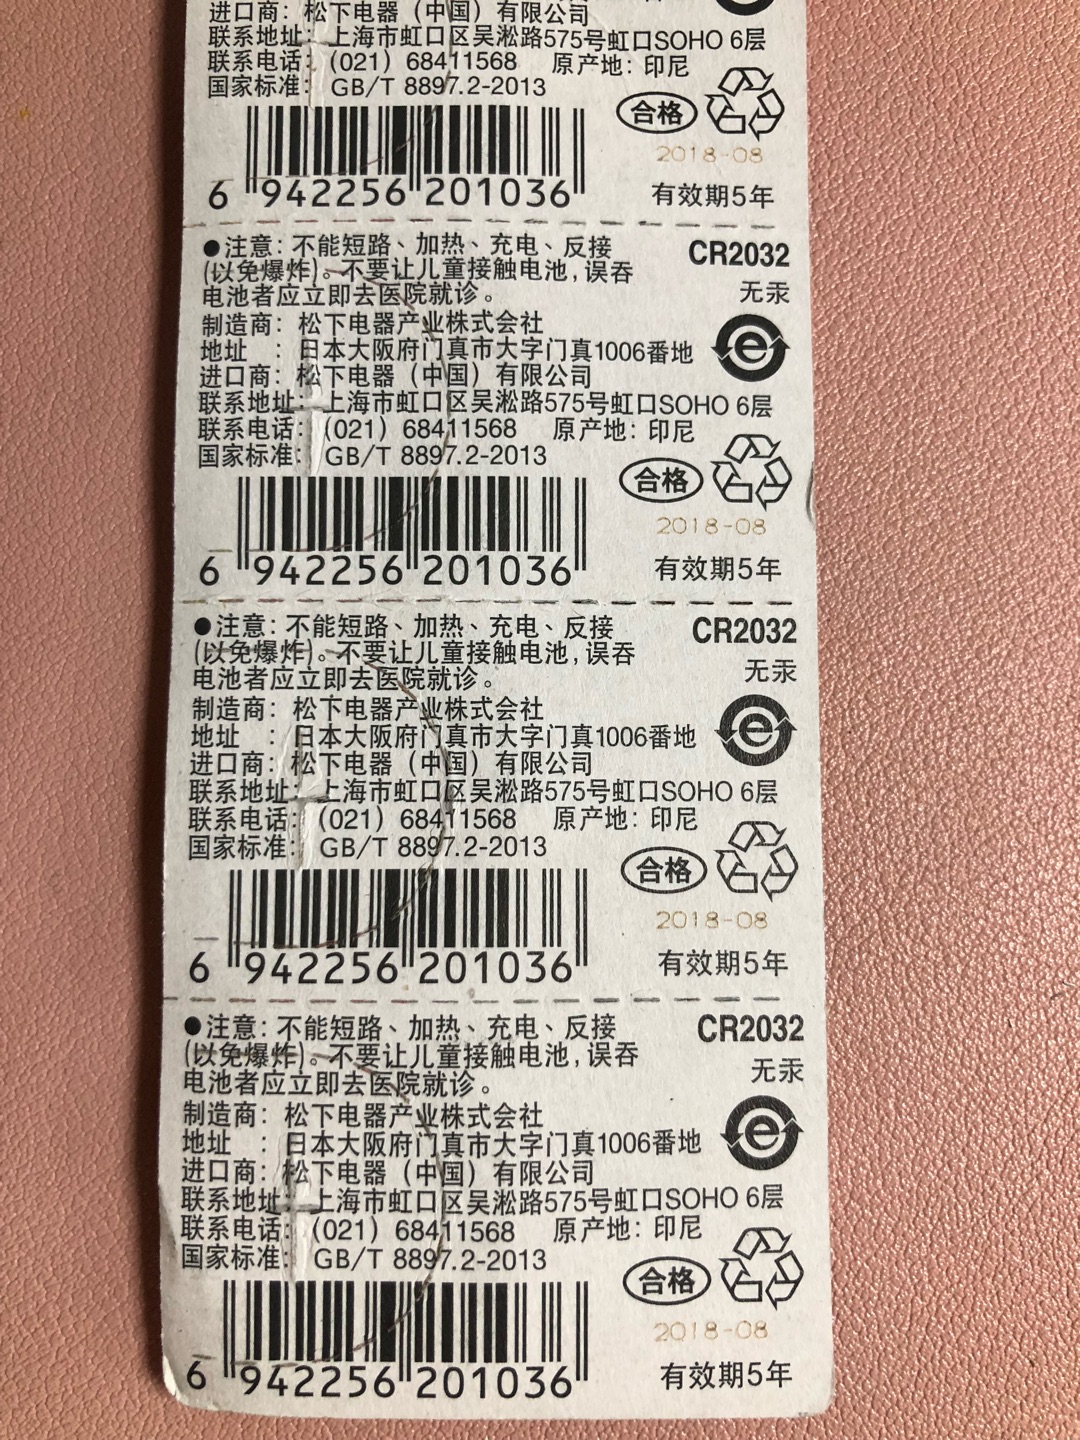 进口商：松下电器（中国）有限公司
联系地址：上海市虹口区吴淞路575号虹口SOHO 6层
联系电话：（021）68411568 原产地：印尼
国家标准：GB/T 8897.2-2013
合格
2018-08
6 942256 201036
有效期5年
●注意：不能短路、加热、充电、反接
(以免爆炸)。不要让儿童接触电池，误吞
电池者应立即去医院就诊。
CR2032
无汞
制造商：松下电器产业株式会社
地址 ：日本大阪府门真市大字门真1006番地
e
进口商：松下电器（中国）有限公司
联系地址：上海市虹口区吴淞路575号虹口SOHO 6层
联系电话：（021）68411568 原产地：印尼
国家标准：GB/T 8897.2-2013
合格
2018-08
6 942256 201036
有效期5年
●注意：不能短路、加热、充电、反接
(以免爆炸)。不要让儿童接触电池，误吞
电池者应立即去医院就诊。
CR2032
无汞
制造商：松下电器产业株式会社
地址 ：日本大阪府门真市大字门真1006番地
e
进口商：松下电器（中国）有限公司
联系地址：上海市虹口区吴淞路575号虹口SOHO 6层
联系电话：（021）68411568 原产地：印尼
国家标准：GB/T 8897.2-2013
合格
2018-08
6 942256 201036
有效期5年
●注意：不能短路、加热、充电、反接
(以免爆炸)。不要让儿童接触电池，误吞
电池者应立即去医院就诊。
CR2032
无汞
制造商：松下电器产业株式会社
地址 ：日本大阪府门真市大字门真1006番地
e
进口商：松下电器（中国）有限公司
联系地址：上海市虹口区吴淞路575号虹口SOHO 6层
联系电话：（021）68411568 原产地：印尼
国家标准：GB/T 8897.2-2013
合格
2018-08
6 942256 201036
有效期5年